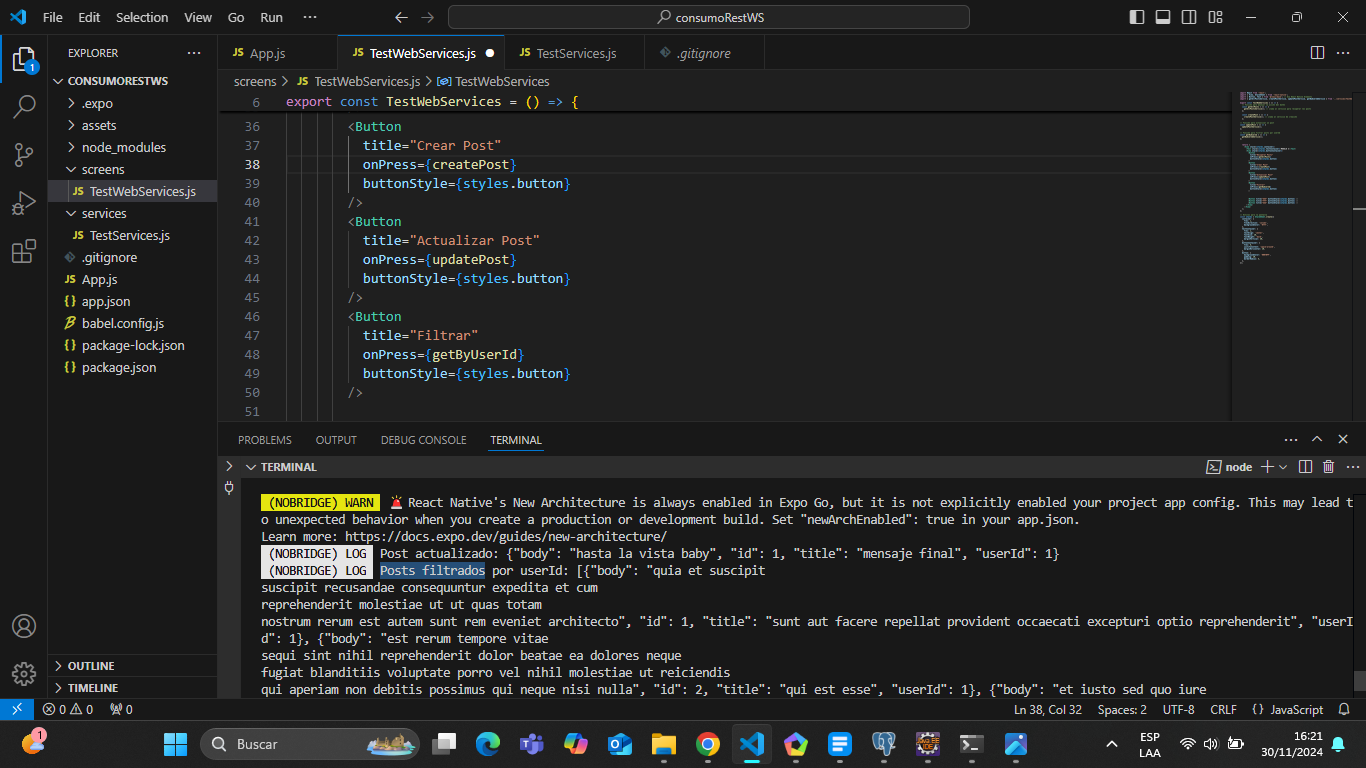 File Edit Selection View Go Run ··· consumoRestWS
EXPLORER ···
CONSUMORESTWS
.expo
assets
node_modules
screens
JS TestWebServices.js
services
JS TestServices.js
.gitignore
JS App.js
{} app.json
babel.config.js
{} package-lock.json
{} package.json
OUTLINE
TIMELINE
1
JS App.js JS TestWebServices.js JS TestServices.js .gitignore
screens > JS TestWebServices.js > TestWebServices
6 export const TestWebServices = () => {
36 <Button
37 title="Crear Post"
38 onPress={createPost}
39 buttonStyle={styles.button}
40 />
41 <Button
42 title="Actualizar Post"
43 onPress={updatePost}
44 buttonStyle={styles.button}
45 />
46 <Button
47 title="Filtrar"
48 onPress={getByUserId}
49 buttonStyle={styles.button}
50 />
51
PROBLEMS OUTPUT DEBUG CONSOLE TERMINAL
TERMINAL node
(NOBRIDGE) WARN 🚨 React Native's New Architecture is always enabled in Expo Go, but it is not explicitly enabled your project app config. This may lead t
o unexpected behavior when you create a production or development build. Set "newArchEnabled": true in your app.json.
Learn more: https://docs.expo.dev/guides/new-architecture/
(NOBRIDGE) LOG Post actualizado: {"body": "hasta la vista baby", "id": 1, "title": "mensaje final", "userId": 1}
(NOBRIDGE) LOG Posts filtrados por userId: [{"body": "quia et suscipit
suscipit recusandae consequuntur expedita et cum
reprehenderit molestiae ut ut quas totam
nostrum rerum est autem sunt rem eveniet architecto", "id": 1, "title": "sunt aut facere repellat provident occaecati excepturi optio reprehenderit", "userI
d": 1}, {"body": "est rerum tempore vitae
sequi sint nihil reprehenderit dolor beatae ea dolores neque
fugiat blanditiis voluptate porro vel nihil molestiae ut reiciendis
qui aperiam non debitis possimus qui neque nisi nulla", "id": 2, "title": "qui est esse", "userId": 1}, {"body": "et iusto sed quo iure
0 0 0 Ln 38, Col 32 Spaces: 2 UTF-8 CRLF {} JavaScript
1 Buscar ESP 16:21
LAA 30/11/2024